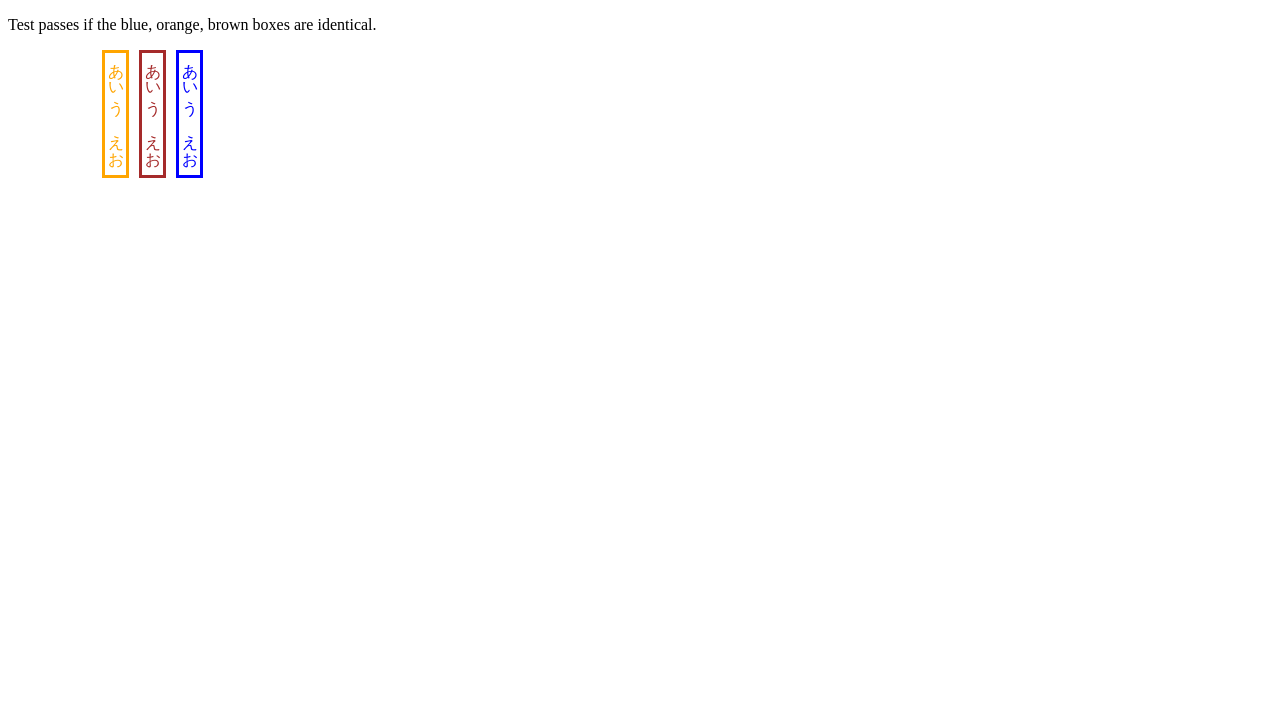 Test passes if the blue, orange, brown boxes are identical.
あいう えお
あいう えお
あいう えお